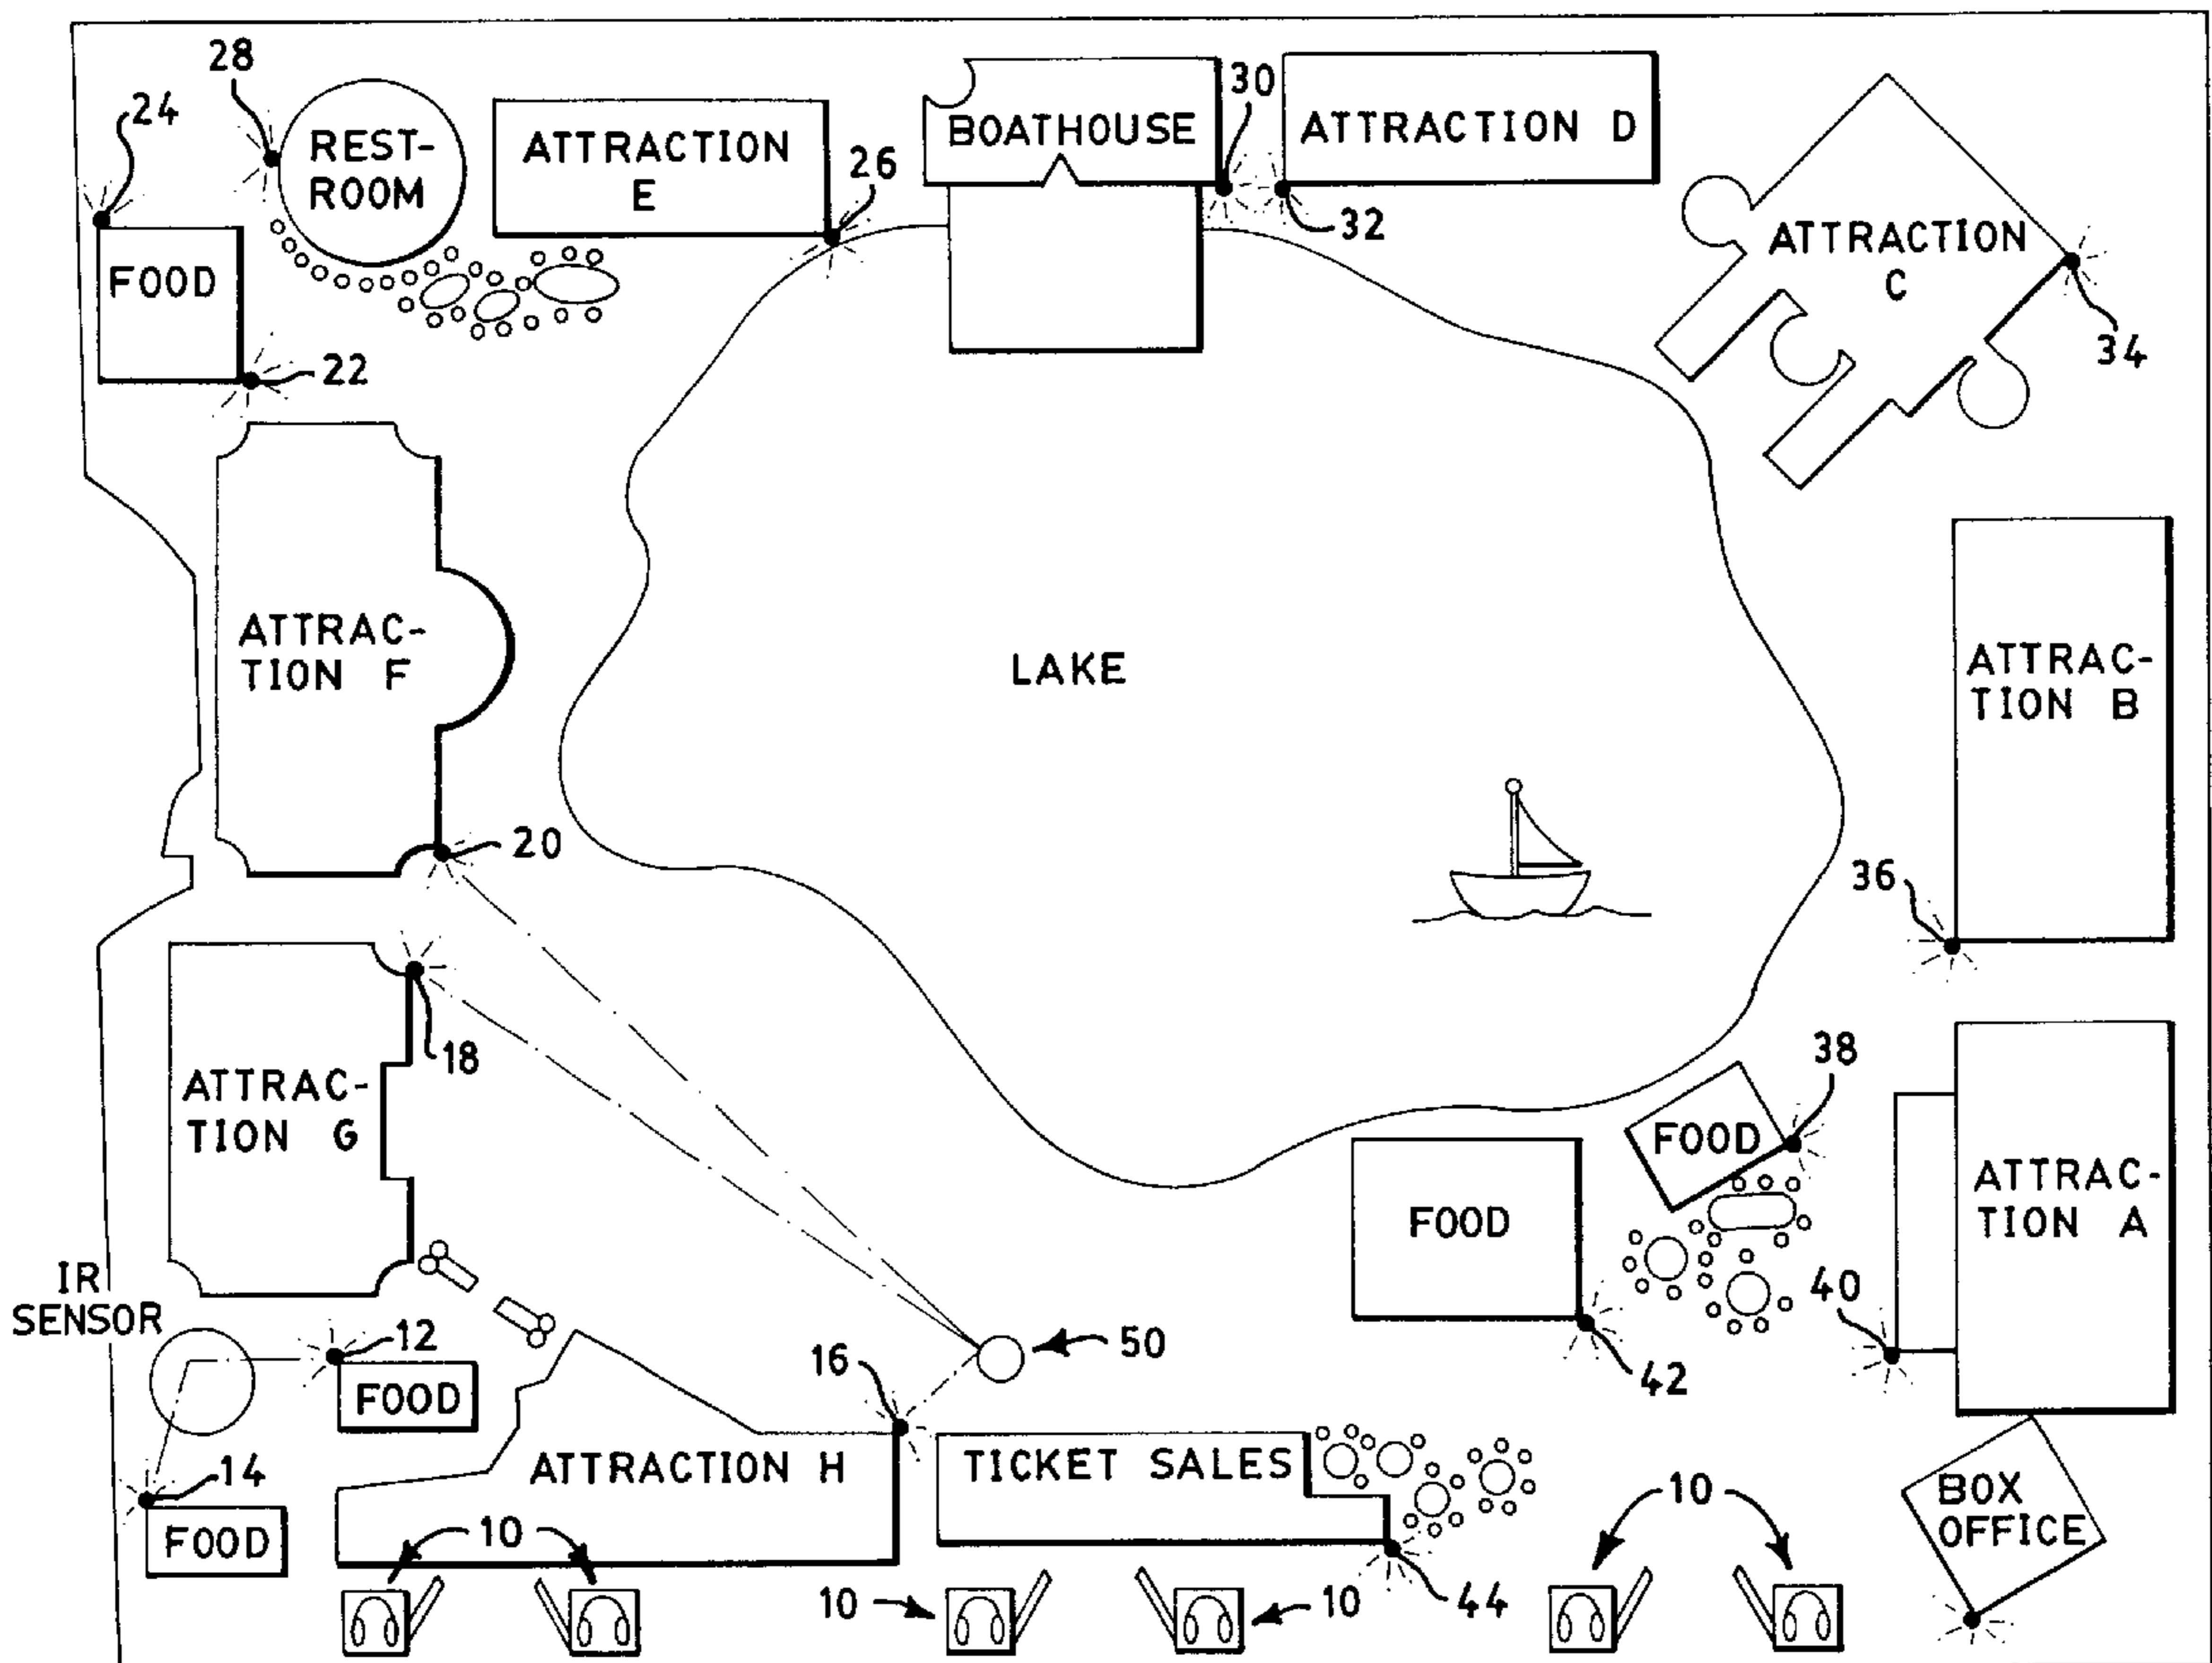 28
24
REST-
ROOM
ATTRACTION
E
26
BOATHOUSE
30
ATTRACTION D
32
ATTRACTION
C
34
FOOD
22
ATTRAC-
TION F
LAKE
ATTRAC-
TION B
20
36
18
ATTRAC-
TION G
38
FOOD
FOOD
ATTRAC-
TION A
IR
SENSOR
12
FOOD
16
50
42
40
14
FOOD
ATTRACTION H
TICKET SALES
10
10
10
10
44
BOX
OFFICE